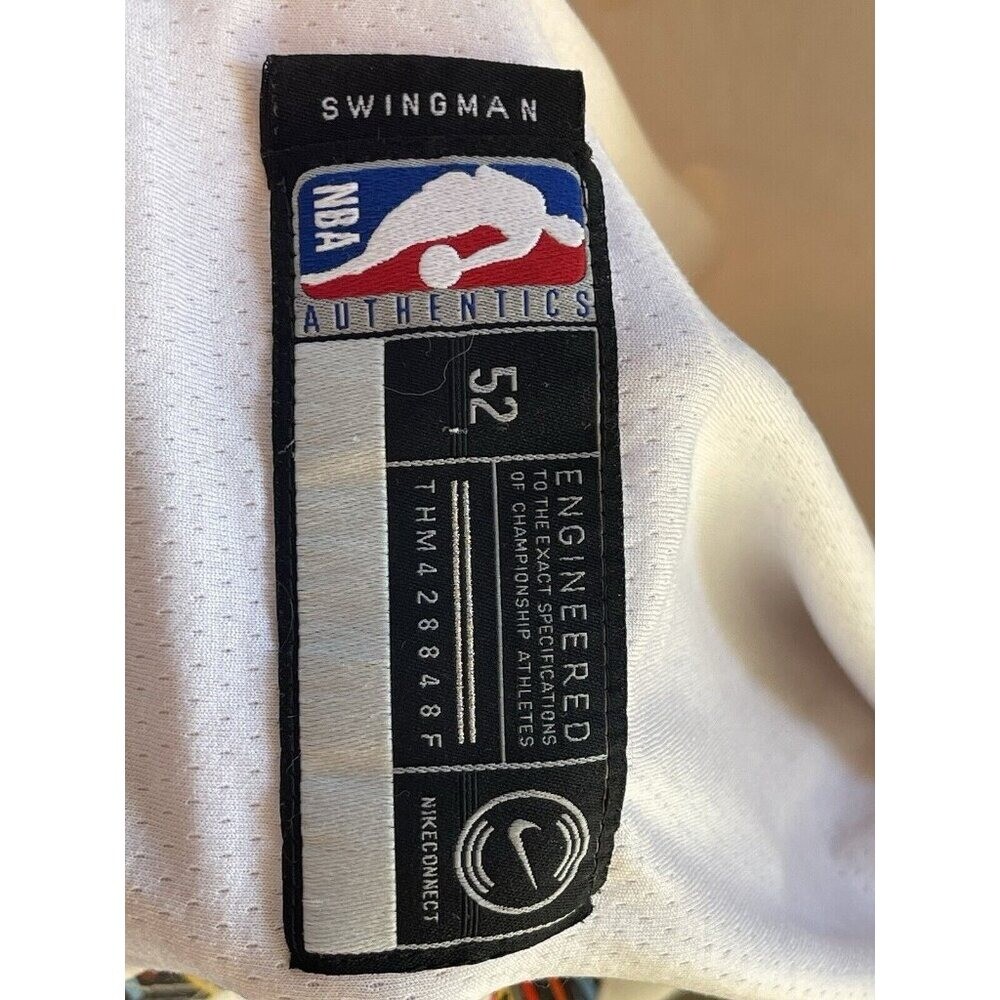 SWINGMAN
NBA
AUTHENTICS
52
ENGINEERED
TO THE EXACT SPECIFICATIONS
OF CHAMPIONSHIP ATHLETES
THM428848F
NIKECONNECT